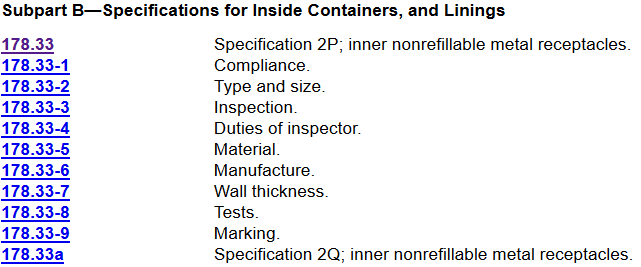 Subpart B—Specifications for Inside Containers, and Linings
178.33 Specification 2P; inner nonrefillable metal receptacles.
178.33-1 Compliance.
178.33-2 Type and size.
178.33-3 Inspection.
178.33-4 Duties of inspector.
178.33-5 Material.
178.33-6 Manufacture.
178.33-7 Wall thickness.
178.33-8 Tests.
178.33-9 Marking.
178.33a Specification 2Q; inner nonrefillable metal receptacles.